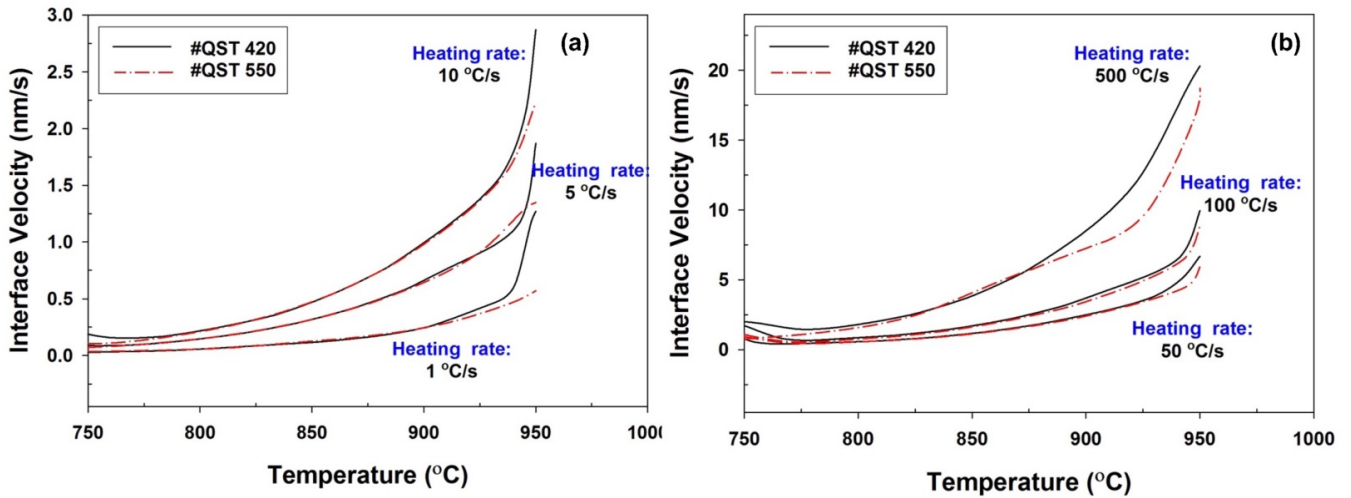 3.0
2.5
2.0
1.5
1.0
0.5
0.0
Interface Velocity (nm/s)
#QST 420
#QST 550
(a)
Heating rate:
10 °C/s
Heating rate:
5 °C/s
Heating rate:
1 °C/s
750 800 850 900 950 1000
Temperature (°C)
20
15
10
5
0
Interface Velocity (nm/s)
#QST 420
#QST 550
(b)
Heating rate:
500 °C/s
Heating rate:
100 °C/s
Heating rate:
50 °C/s
750 800 850 900 950 1000
Temperature (°C)